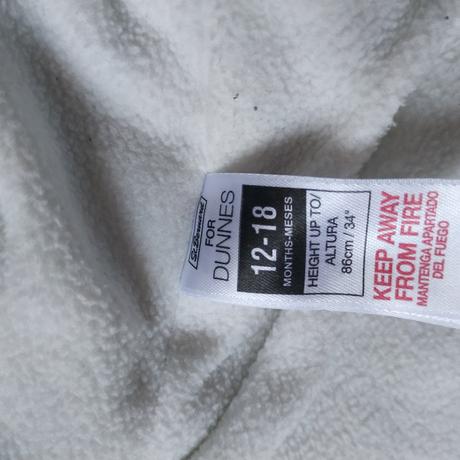 St. Bernard
FOR
DUNNES
12-18
MONTHS-MESES
HEIGHT UP TO/
ALTURA
86cm / 34"
KEEP AWAY
FROM FIRE
MANTENGA APARTADO
DEL FUEGO